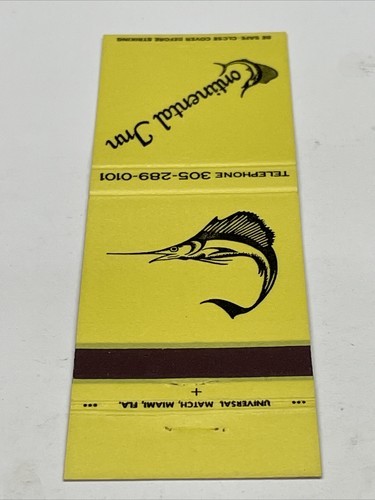 BE SAFE-CLOSE COVER BEFORE STRIKING
Continental Inn
TELEPHONE 305-289-0101
UNIVERSAL MATCH, MIAMI, FLA.